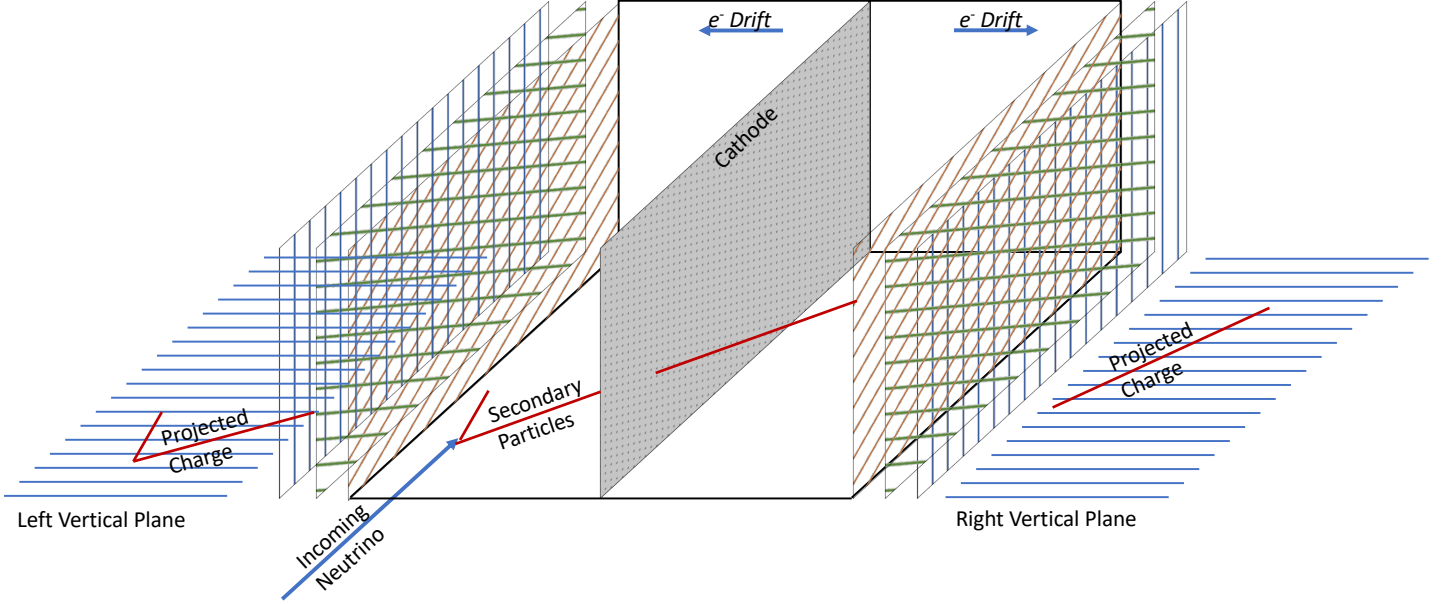 e- Drift
e- Drift
Cathode
Secondary
Particles
Projected
Charge
Projected
Charge
Left Vertical Plane
Right Vertical Plane
Incoming
Neutrino